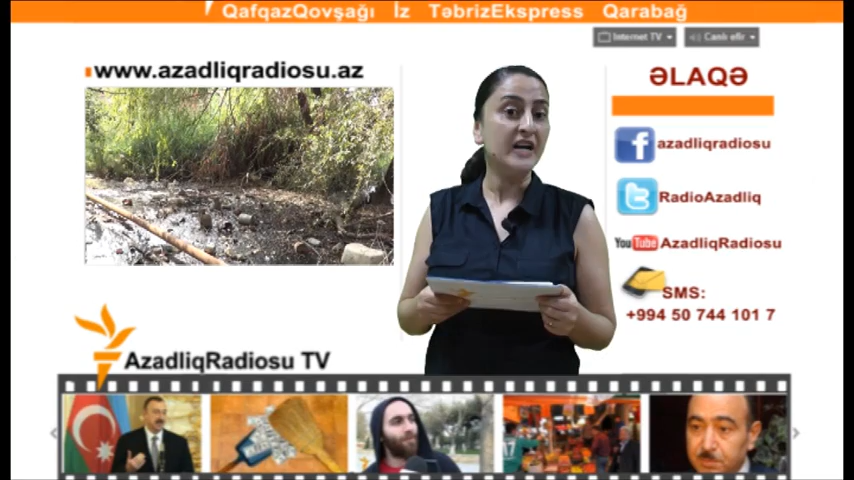 QafqazQovşağı İz TəbrizEkspress Qarabağ
Internet TV
Canlı efir
www.azadliqradiosu.az
ƏLAQƏ
azadliqradiosu
RadioAzadliq
YouTube AzadliqRadiosu
SMS:
+994 50 744 101 7
AzadliqRadiosu TV